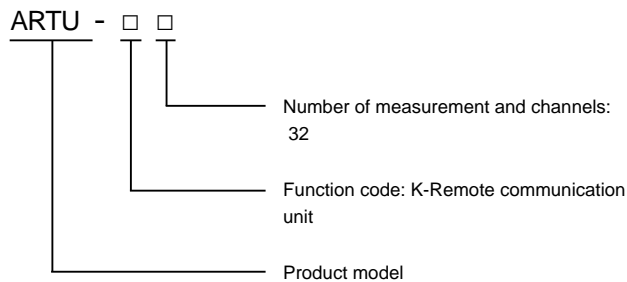 ARTU - □ □
Number of measurement and channels:
32
Function code: K-Remote communication
unit
Product model